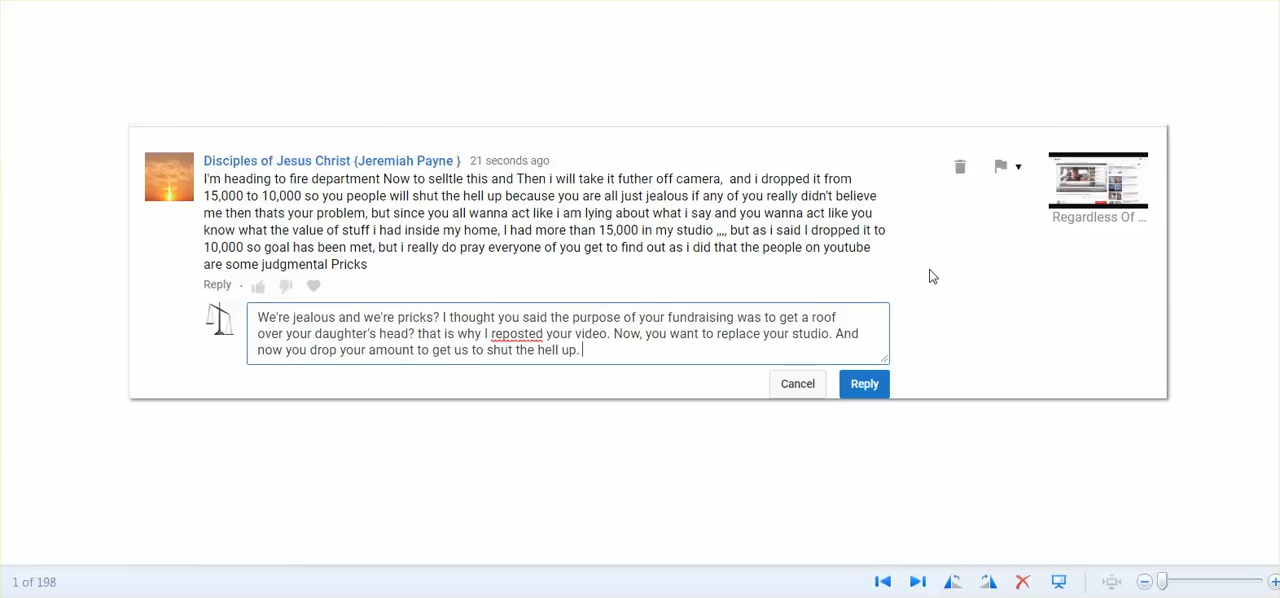 Disciples of Jesus Christ {Jeremiah Payne } 21 seconds ago
I'm heading to fire department Now to selltle this and Then i will take it futher off camera, and i dropped it from
15,000 to 10,000 so you people will shut the hell up because you are all just jealous if any of you really didn't believe
me then thats your problem, but since you all wanna act like i am lying about what i say and you wanna act like you
know what the value of stuff i had inside my home, I had more than 15,000 in my studio ,,,, but as i said I dropped it to
10,000 so goal has been met, but i really do pray everyone of you get to find out as i did that the people on youtube
are some judgmental Pricks
Regardless Of ...
Reply ·
We're jealous and we're pricks? I thought you said the purpose of your fundraising was to get a roof
over your daughter's head? that is why I reposted your video. Now, you want to replace your studio. And
now you drop your amount to get us to shut the hell up.
Cancel Reply
1 of 198